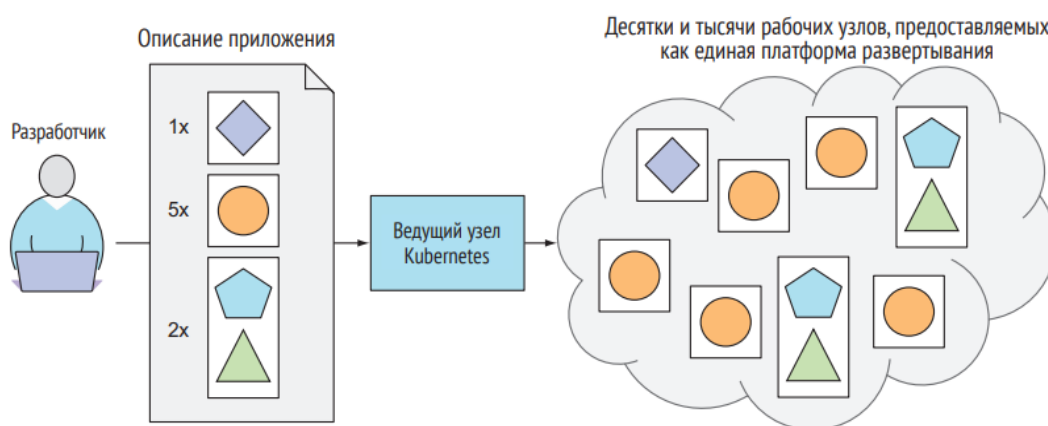 Описание приложения
Десятки и тысячи рабочих узлов, предоставляемых
как единая платформа развертывания
Разработчик
1x
5x
2x
Ведущий узел
Kubernetes